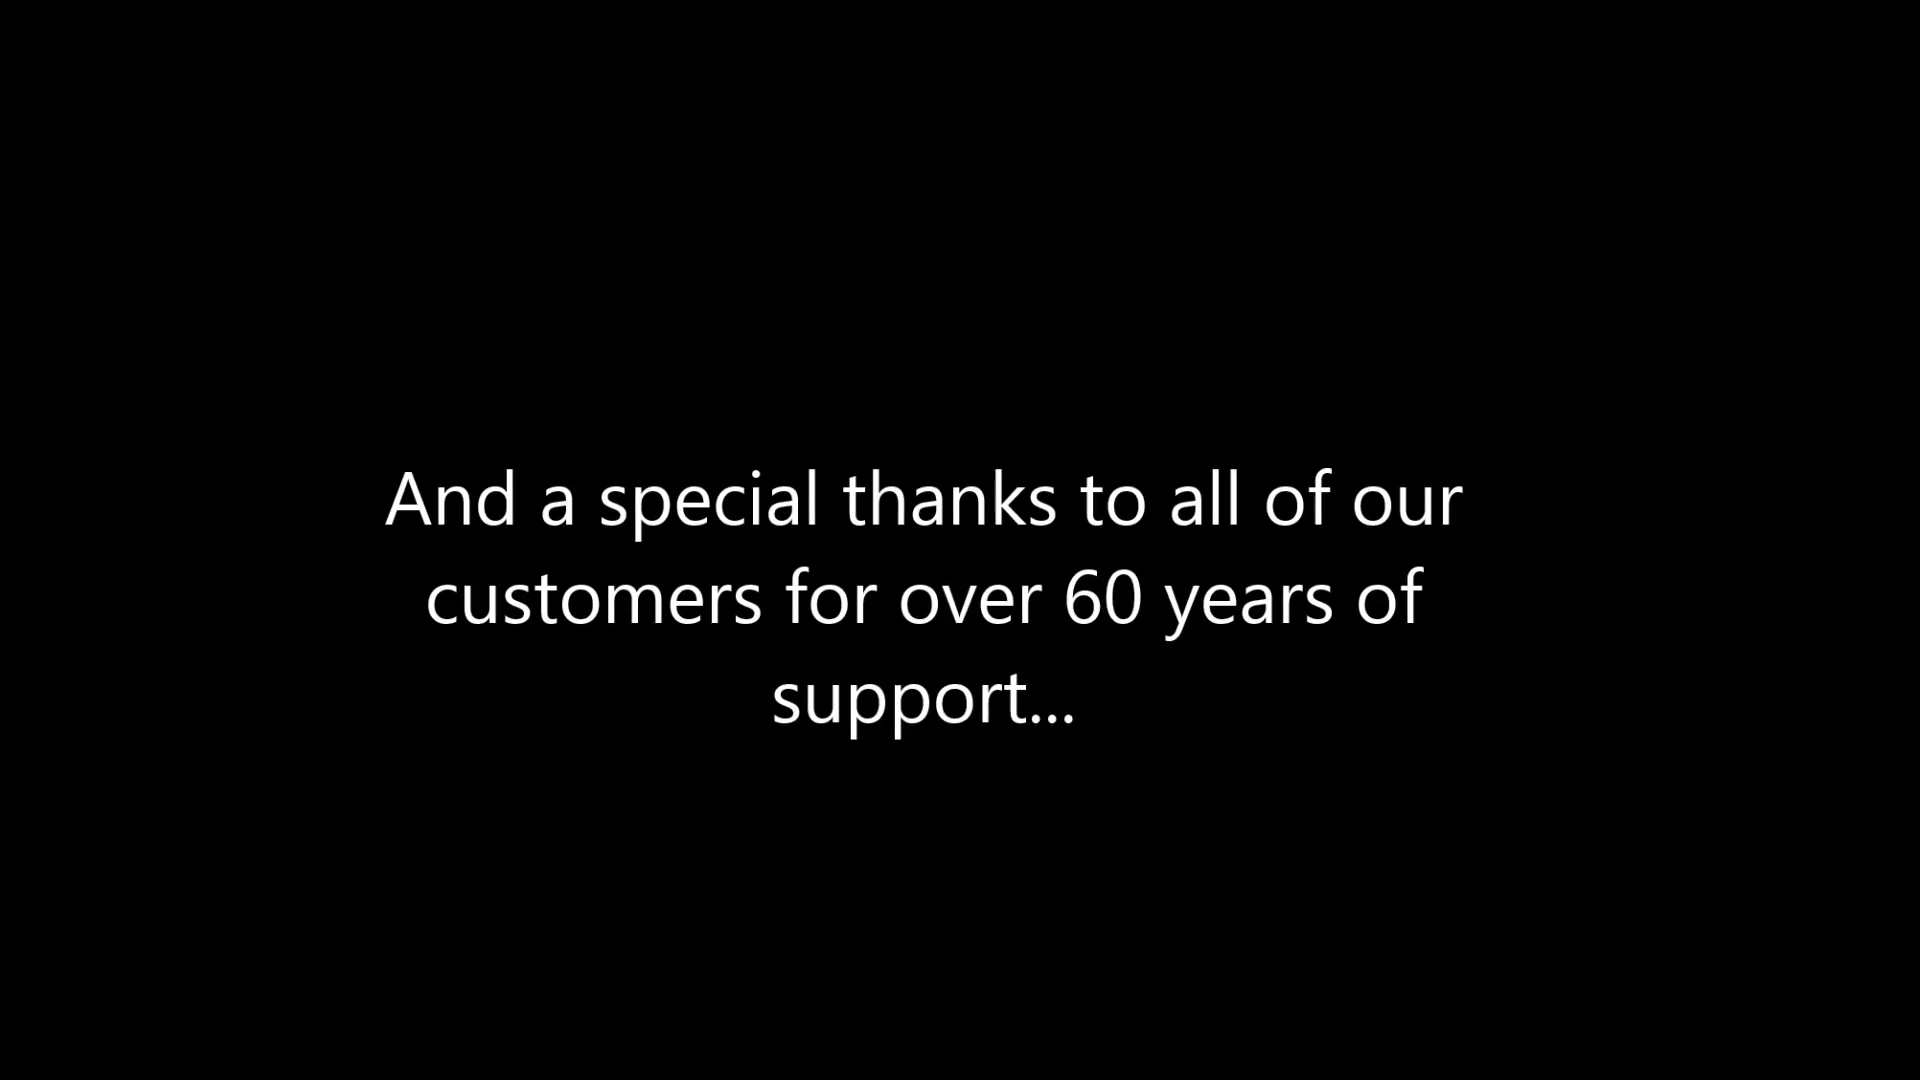 And a special thanks to all of our
customers for over 60 years of
support...